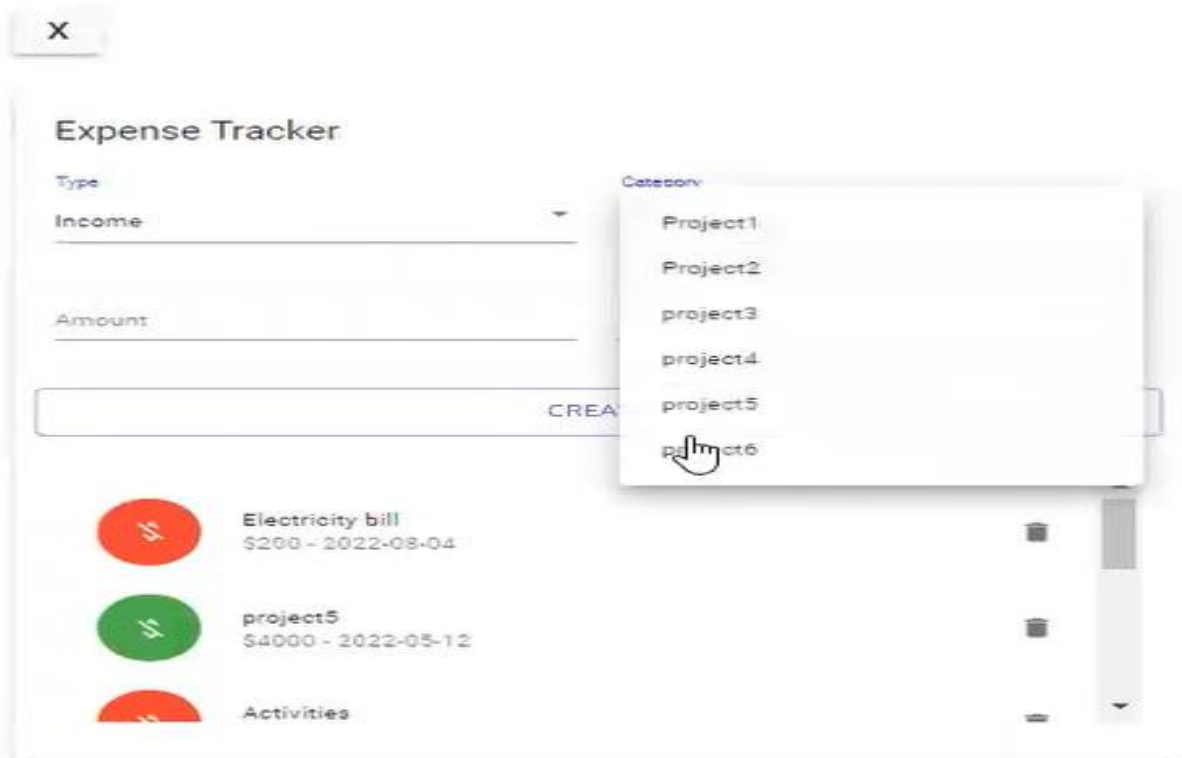 X
Expense Tracker
Type
Category
Income
Project1
Project2
project3
Amount
project4
CREA
project5
Electricity bill
$200 - 2022-08-04
project5
$4000 - 2022-05-12
Activities